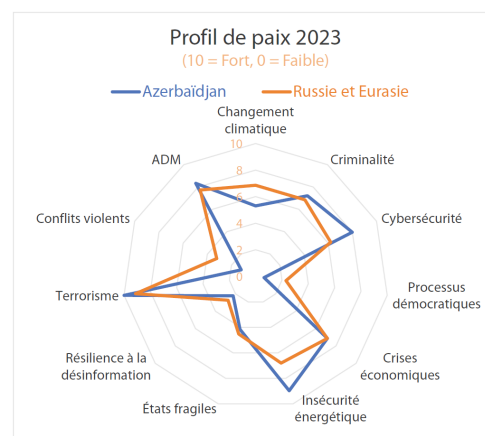 Profil de paix 2023
(10 = Fort, 0 = Faible)
Azerbaïdjan
Russie et Eurasie
Changement
climatique
Criminalité
Cybersécurité
Processus
démocratiques
Crises
économiques
Insécurité
énergétique
États fragiles
Résilience à la
désinformation
Terrorisme
Conflits violents
ADM
10
8
6
4
2
0